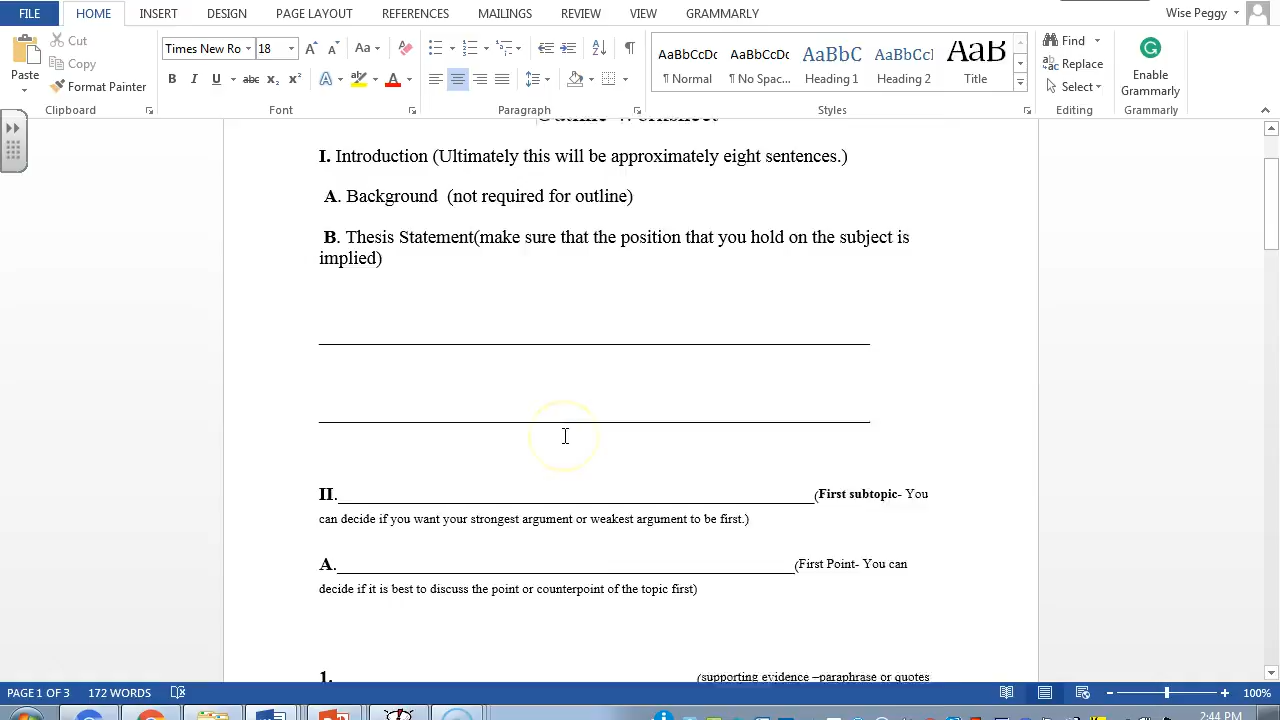 FILE HOME INSERT DESIGN PAGE LAYOUT REFERENCES MAILINGS REVIEW VIEW GRAMMARLY Wise Peggy
Paste
Cut
Copy
Format Painter
Clipboard
Times New Ro 18 Aa
B I U abc x₂ x² A A
Font
Paragraph
AaBbCcDc AaBbCcDc AaBbC AaBbCcl AaB
¶ Normal ¶ No Spac... Heading 1 Heading 2 Title
Styles
Find
Replace
Select
Editing
Enable
Grammarly
Grammarly
Outline Worksheet
I. Introduction (Ultimately this will be approximately eight sentences.)
A. Background (not required for outline)
B. Thesis Statement(make sure that the position that you hold on the subject is
implied)
II. (First subtopic- You
can decide if you want your strongest argument or weakest argument to be first.)
A. (First Point- You can
decide if it is best to discuss the point or counterpoint of the topic first)
1. (supporting evidence –paraphrase or quotes
PAGE 1 OF 3 172 WORDS 100%
2:44 PM